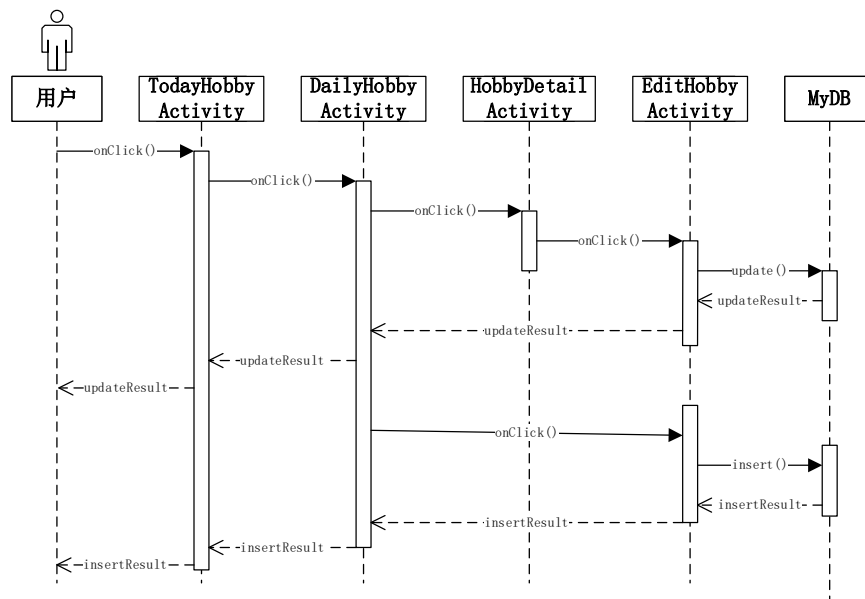 用户
TodayHobby
Activity
DailyHobby
Activity
HobbyDetail
Activity
EditHobby
Activity
MyDB
onClick()
onClick()
onClick()
onClick()
update()
updateResult
updateResult
updateResult
updateResult
onClick()
insert()
insertResult
insertResult
insertResult
insertResult